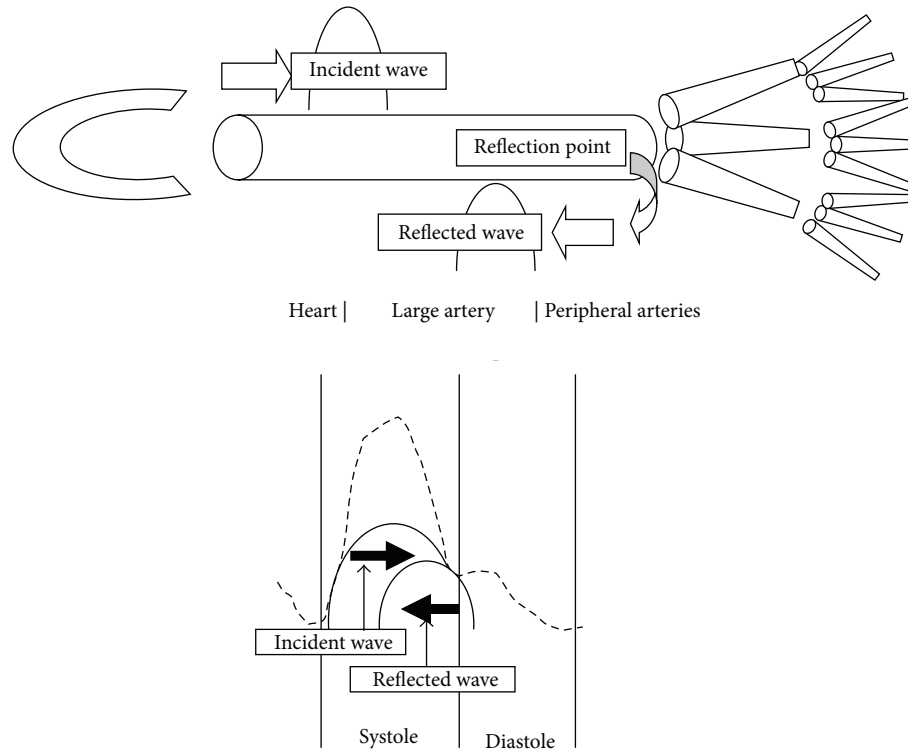 Incident wave
Reflection point
Reflected wave
Heart | Large artery | Peripheral arteries
Incident wave
Reflected wave
Systole Diastole